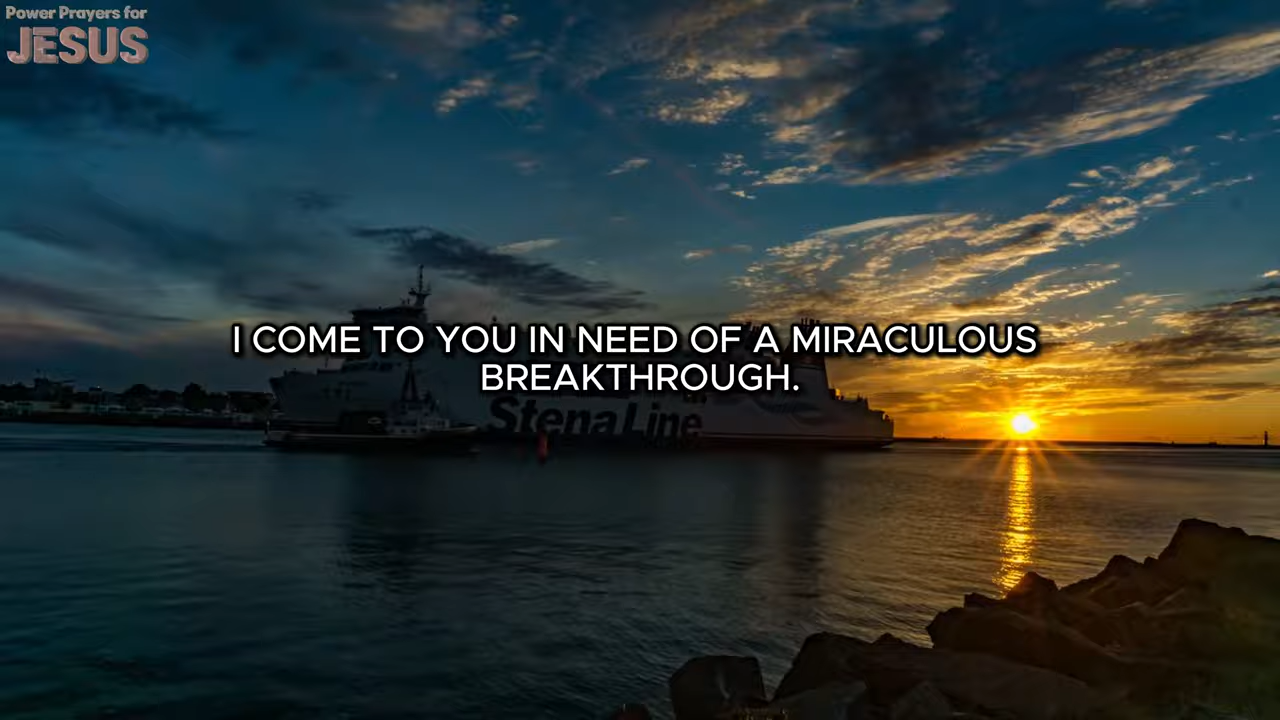 Power Prayers for
JESUS
I COME TO YOU IN NEED OF A MIRACULOUS
BREAKTHROUGH.
Stena Line